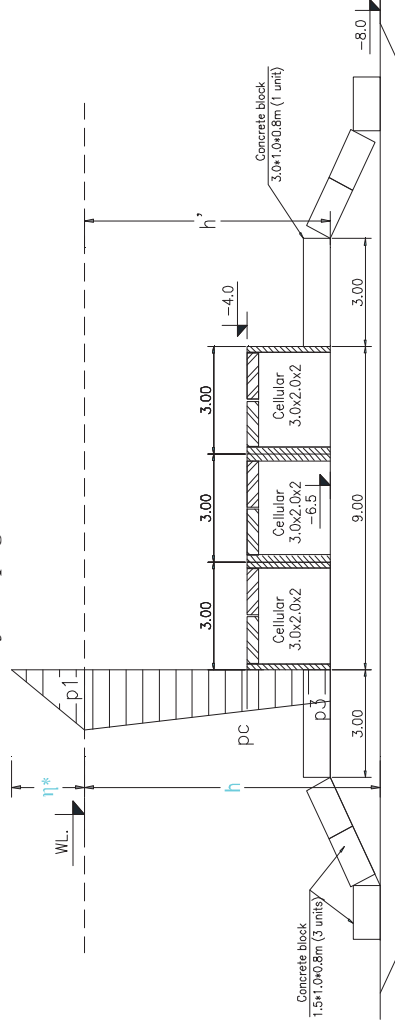 η*
p1
WL.
h
pc
p3
h'
-4.0
3.00
3.00
3.00
Cellular
3.0x2.0x2
Cellular
3.0x2.0x2
Cellular
3.0x2.0x2
-6.5
3.00
9.00
3.00
-8.0
Concrete block
1.5*1.0*0.8m (3 units)
Concrete block
3.0*1.0*0.8m (1 unit)